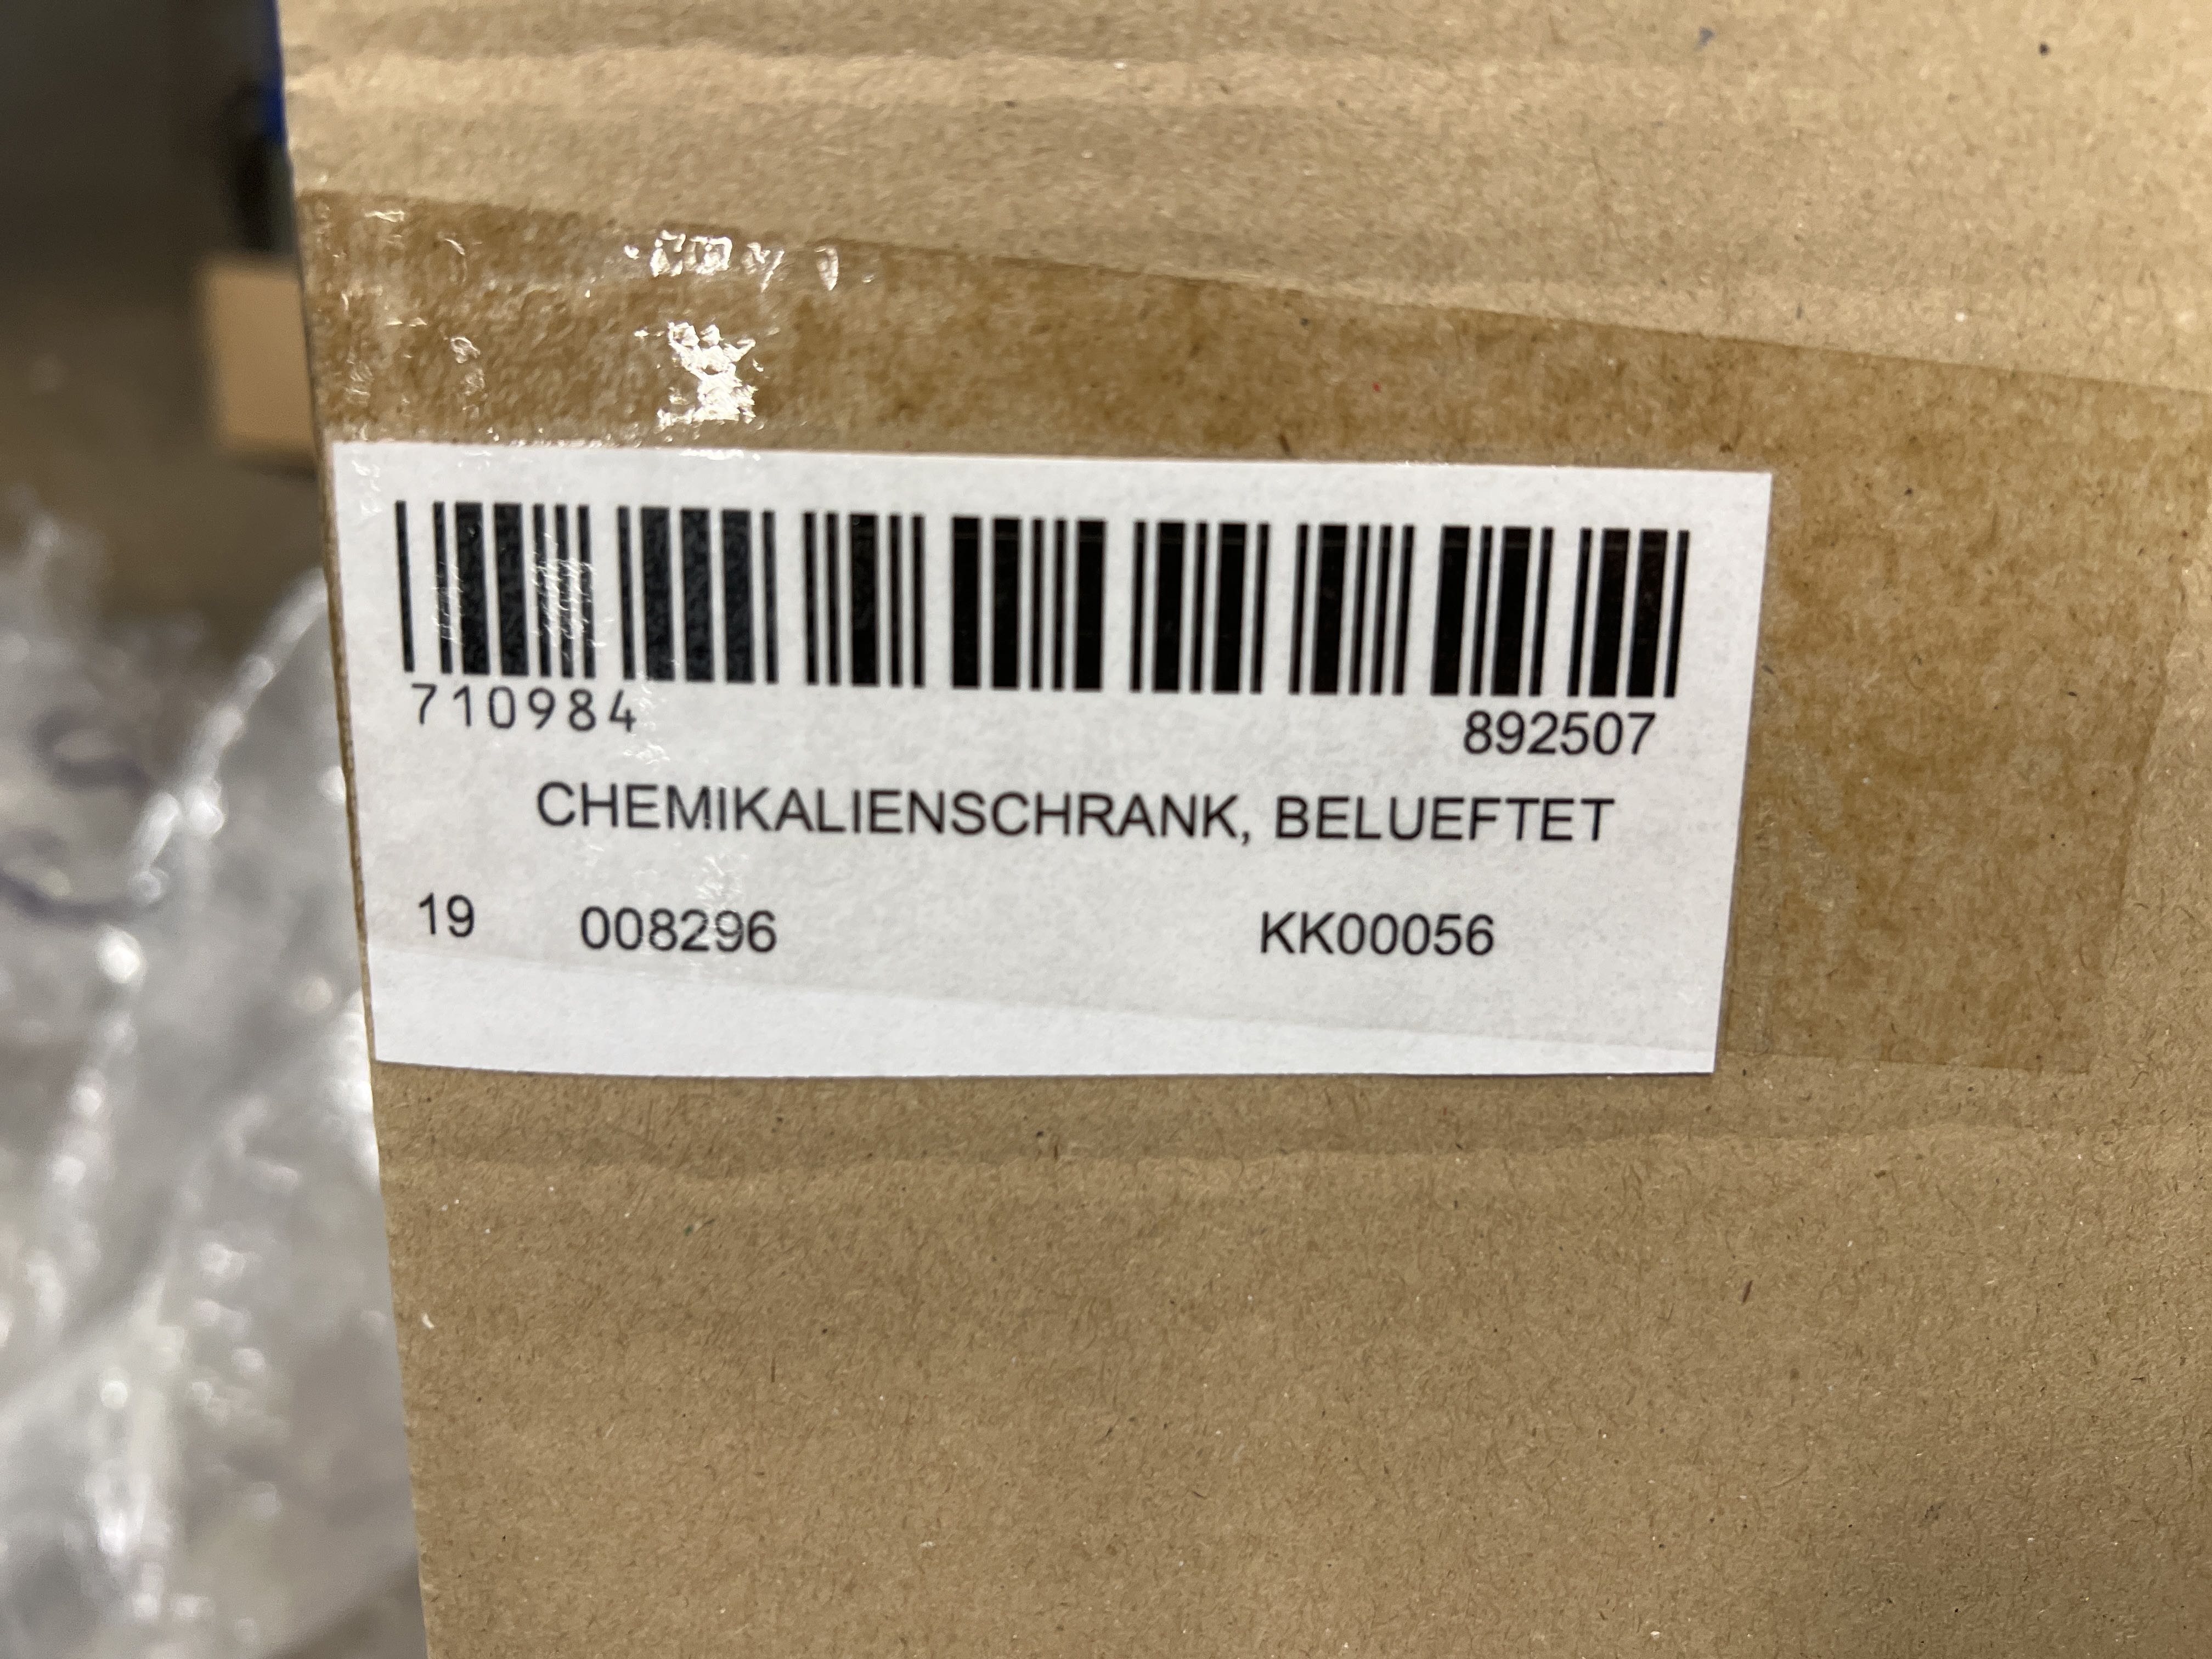 710984 892507
CHEMIKALIENSCHRANK, BELUEFTET
19 008296 KK00056